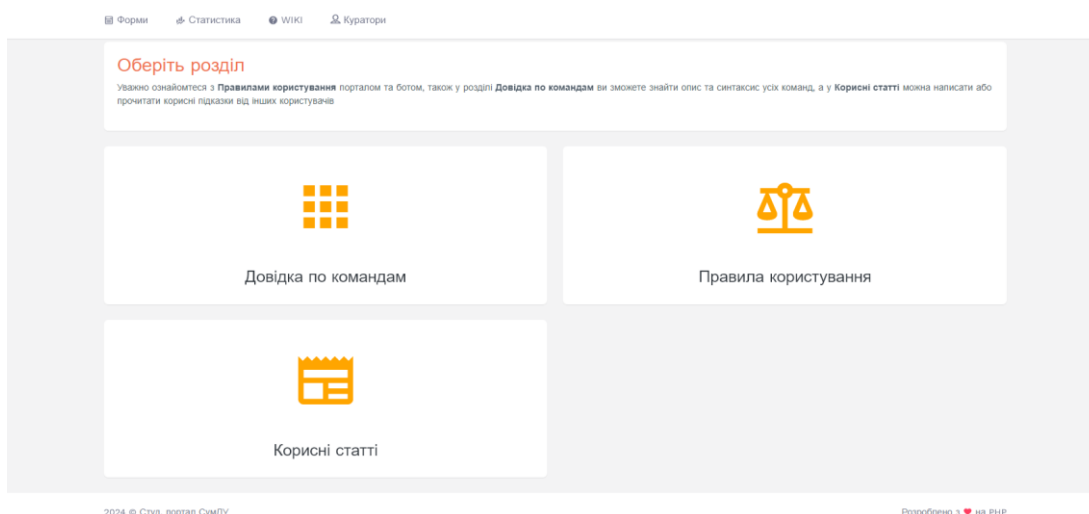 Форми Статистика WIKI Куратори
Оберіть розділ
Уважно ознайомтеся з Правилами користування порталом та ботом, також у розділі Довідка по командам ви зможете знайти опис та синтаксис усіх команд, а у Корисні статті можна написати або
прочитати корисні підказки від інших користувачів
Довідка по командам
Правила користування
Корисні статті
2024 © Студ. портал СумДУ
Розроблено з ❤ на PHP